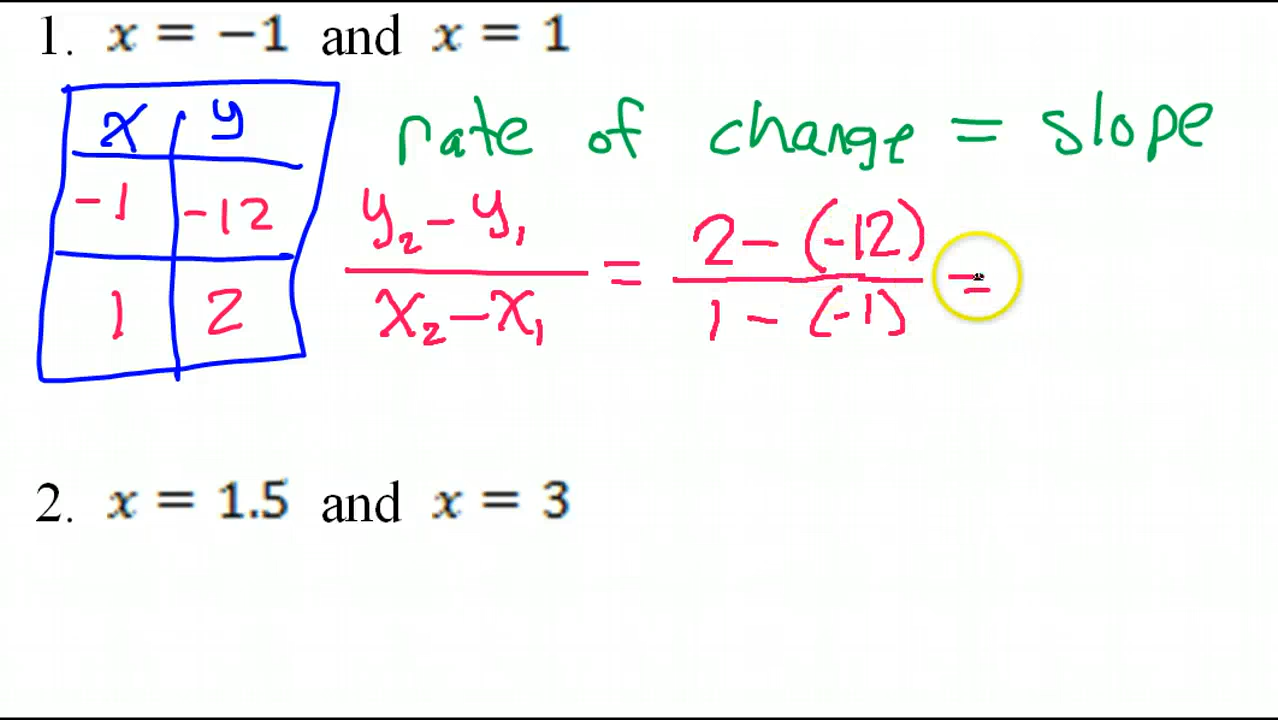 1. x = −1 and x = 1
x y
-1 -12
1 2
rate of change = slope
y₂ - y₁ = 2 - (-12) =
x₂ - x₁ 1 - (-1)
2. x = 1.5 and x = 3